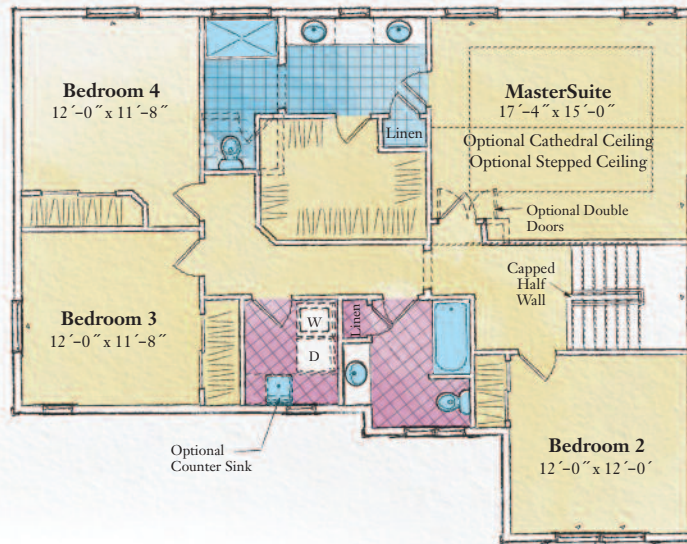 Bedroom 4
12´-0˝ x 11´-8˝
MasterSuite
17´-4˝ x 15´-0˝
Linen
Optional Cathedral Ceiling
Optional Stepped Ceiling
Optional Double
Doors
Capped
Half
Wall
Bedroom 3
12´-0˝ x 11´-8˝
W
D
Linen
Optional
Counter Sink
Bedroom 2
12´-0˝ x 12´-0´